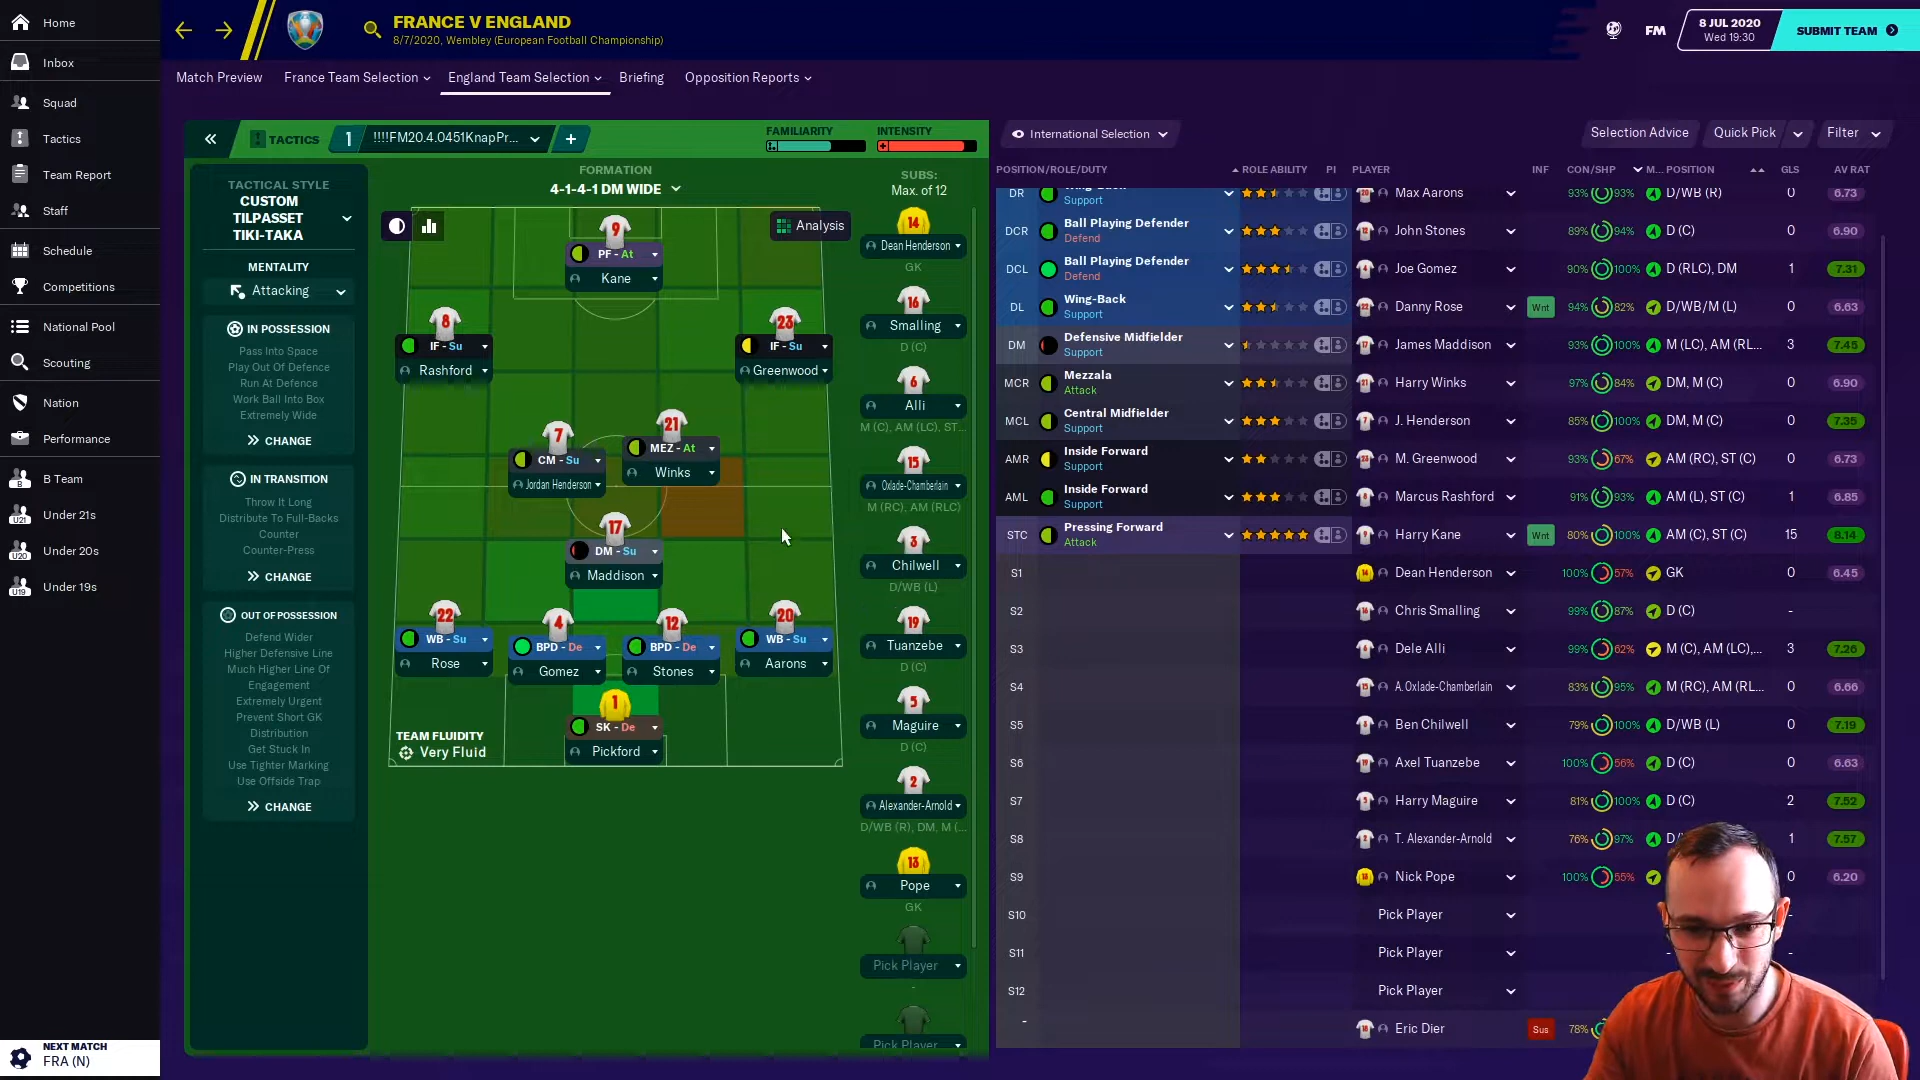 Home
Inbox
Squad
Tactics
Team Report
Staff
Schedule
Competitions
National Pool
Scouting
Nation
Performance
B Team
Under 21s
Under 20s
Under 19s
NEXT MATCH
FRA (N)
FRANCE V ENGLAND
8/7/2020, Wembley (European Football Championship)
FM
8 JUL 2020
Wed 19:30
SUBMIT TEAM
Match Preview
France Team Selection
England Team Selection
Briefing
Opposition Reports
TACTICS
1
!!!!FM20.4.0451KnapPr...
FAMILIARITY
INTENSITY
TACTICAL STYLE
CUSTOM
TILPASSET
TIKI-TAKA
MENTALITY
Attacking
IN POSSESSION
Pass Into Space
Play Out Of Defence
Run At Defence
Work Ball Into Box
Extremely Wide
CHANGE
IN TRANSITION
Throw It Long
Distribute To Full-Backs
Counter
Counter-Press
CHANGE
OUT OF POSSESSION
Defend Wider
Higher Defensive Line
Much Higher Line Of
Engagement
Extremely Urgent
Prevent Short GK
Distribution
Get Stuck In
Use Tighter Marking
Use Offside Trap
CHANGE
FORMATION
4-1-4-1 DM WIDE
Analysis
9
PF - At
Kane
8
IF - Su
Rashford
23
IF - Su
Greenwood
7
CM - Su
Jordan Henderson
21
MEZ - At
Winks
17
DM - Su
Maddison
22
WB - Su
Rose
4
BPD - De
Gomez
12
BPD - De
Stones
20
WB - Su
Aarons
1
SK - De
Pickford
TEAM FLUIDITY
Very Fluid
SUBS:
Max. of 12
14
Dean Henderson
GK
16
Smalling
D (C)
6
Alli
M (C), AM (LC), ST...
15
Oxlade-Chamberlain
M (RC), AM (RLC)
3
Chilwell
D/WB (L)
19
Tuanzebe
D (C)
5
Maguire
D (C)
2
Alexander-Arnold
D/WB (R), DM, M (...
13
Pope
GK
Pick Player
-
Pick Player
International Selection
Selection Advice
Quick Pick
Filter
POSITION/ROLE/DUTY ROLE ABILITY PI PLAYER INF CON/SHP M... POSITION GLS AV RAT
DR Wing-Back Support 20 Max Aarons 93% 93% D/WB (R) 0 6.73
DCR Ball Playing Defender Defend 12 John Stones 89% 94% D (C) 0 6.90
DCL Ball Playing Defender Defend 4 Joe Gomez 90% 100% D (RLC), DM 1 7.31
DL Wing-Back Support 22 Danny Rose Wnt 94% 82% D/WB/M (L) 0 6.63
DM Defensive Midfielder Support 17 James Maddison 93% 100% M (LC), AM (RL... 3 7.45
MCR Mezzala Attack 21 Harry Winks 97% 84% DM, M (C) 0 6.90
MCL Central Midfielder Support 7 J. Henderson 85% 100% DM, M (C) 0 7.35
AMR Inside Forward Support 23 M. Greenwood 93% 67% AM (RC), ST (C) 0 6.73
AML Inside Forward Support 8 Marcus Rashford 91% 93% AM (L), ST (C) 1 6.85
STC Pressing Forward Attack 9 Harry Kane Wnt 80% 100% AM (C), ST (C) 15 8.14
S1 14 Dean Henderson 100% 57% GK 0 6.45
S2 16 Chris Smalling 99% 87% D (C) -
S3 6 Dele Alli 99% 62% M (C), AM (LC),... 3 7.26
S4 15 A. Oxlade-Chamberlain 83% 95% M (RC), AM (RL... 0 6.66
S5 3 Ben Chilwell 79% 100% D/WB (L) 0 7.19
S6 19 Axel Tuanzebe 100% 56% D (C) 0 6.63
S7 5 Harry Maguire 81% 100% D (C) 2 7.52
S8 2 T. Alexander-Arnold 76% 97% 1 7.57
S9 13 Nick Pope 100% 55% 0 6.20
S10 Pick Player -
S11 Pick Player - -
S12 Pick Player
- Eric Dier Sus 78%